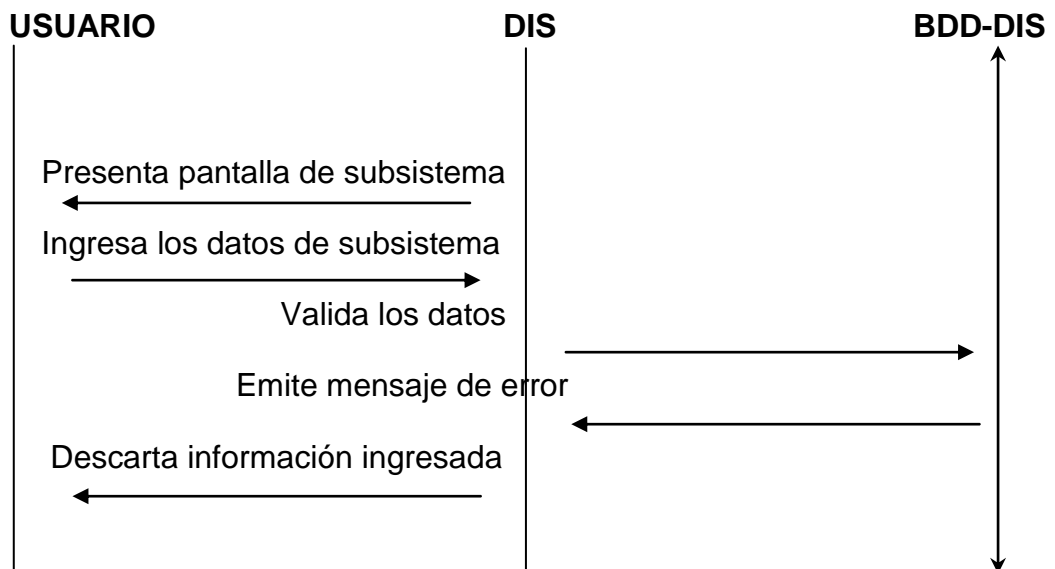 USUARIO DIS BDD-DIS
Presenta pantalla de subsistema
Ingresa los datos de subsistema
Valida los datos
Emite mensaje de error
Descarta información ingresada